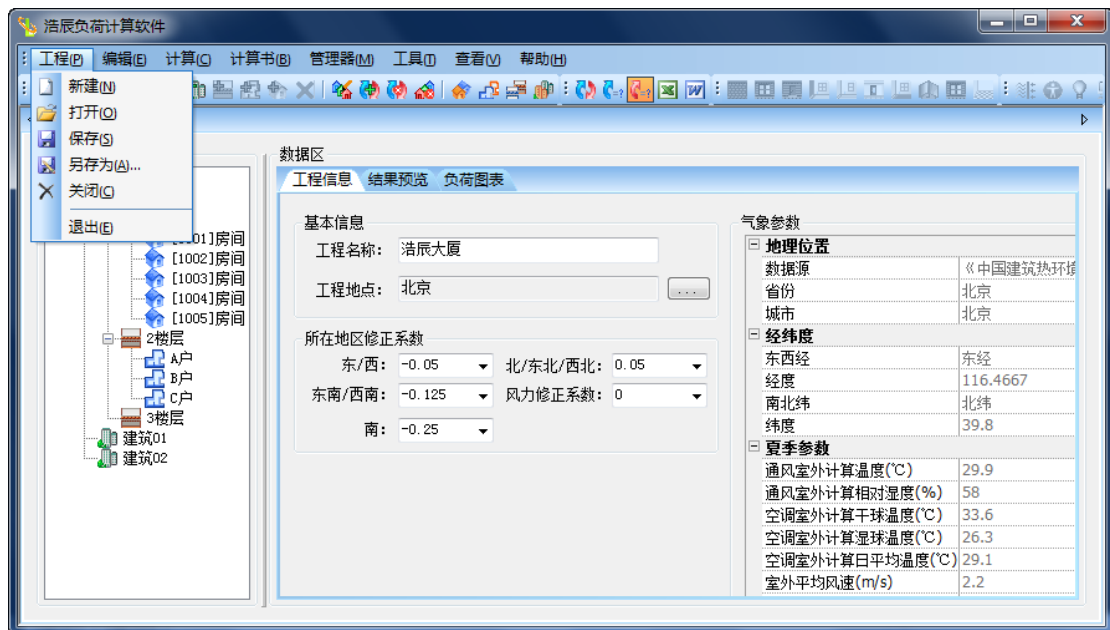 浩辰负荷计算软件
工程(P) 编辑(E) 计算(C) 计算书(B) 管理器(M) 工具(T) 查看(V) 帮助(H)
新建(N)
打开(O)
保存(S)
另存为(A)...
关闭(C)
退出(E)
[1002]房间
[1003]房间
[1004]房间
[1005]房间
2楼层
A户
B户
C户
3楼层
建筑01
建筑02
数据区
工程信息 结果预览 负荷图表
基本信息
工程名称: 浩辰大厦
工程地点: 北京 ...
所在地区修正系数
东/西: -0.05 北/东北/西北: 0.05
东南/西南: -0.125 风力修正系数: 0
南: -0.25
气象参数
地理位置
数据源 《中国建筑热环境
省份 北京
城市 北京
经纬度
东西经 东经
经度 116.4667
南北纬 北纬
纬度 39.8
夏季参数
通风室外计算温度(℃) 29.9
通风室外计算相对湿度(%) 58
空调室外计算干球温度(℃) 33.6
空调室外计算湿球温度(℃) 26.3
空调室外计算日平均温度(℃) 29.1
室外平均风速(m/s) 2.2